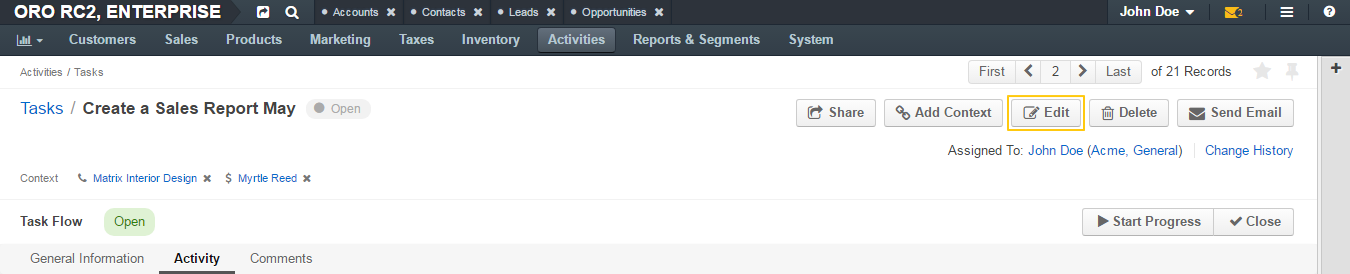 ORO RC2, ENTERPRISE • Accounts ✖ • Contacts ✖ • Leads ✖ • Opportunities ✖ John Doe 2 ?
Customers Sales Products Marketing Taxes Inventory Activities Reports & Segments System
Activities / Tasks First 2 Last of 21 Records +
Tasks / Create a Sales Report May Open Share Add Context Edit Delete Send Email
Assigned To: John Doe (Acme, General) Change History
Context Matrix Interior Design ✖ $ Myrtle Reed ✖
Task Flow Open Start Progress Close
General Information Activity Comments